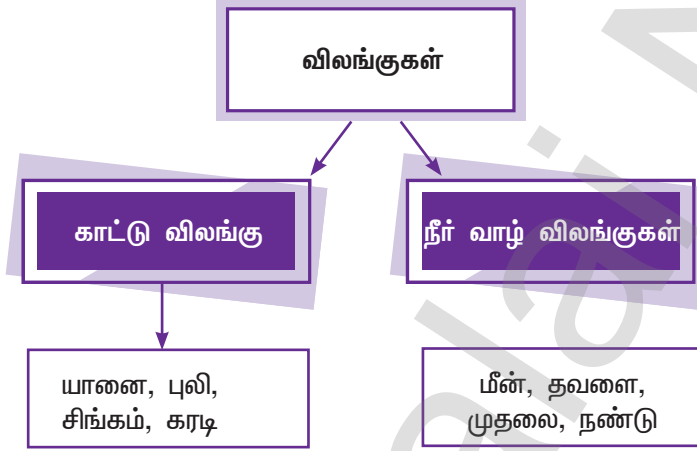 விலங்குகள்
காட்டு விலங்கு
நீர் வாழ் விலங்குகள்
யானை, புலி,
சிங்கம், கரடி
மீன், தவளை,
முதலை, நண்டு